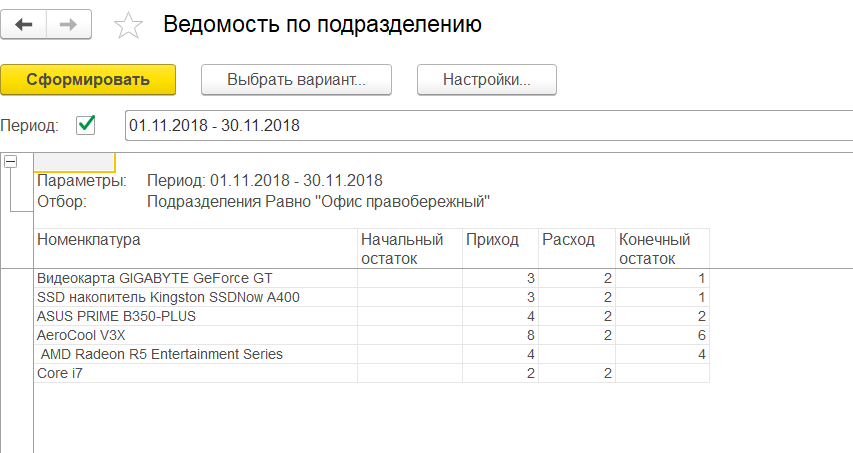 Ведомость по подразделению
Сформировать Выбрать вариант... Настройки...
Период: 01.11.2018 - 30.11.2018
Параметры: Период: 01.11.2018 - 30.11.2018
Отбор: Подразделения Равно "Офис правобережный"
Номенклатура Начальный остаток Приход Расход Конечный остаток
Видеокарта GIGABYTE GeForce GT 3 2 1
SSD накопитель Kingston SSDNow A400 3 2 1
ASUS PRIME B350-PLUS 4 2 2
AeroCool V3X 8 2 6
AMD Radeon R5 Entertainment Series 4 4
Core i7 2 2